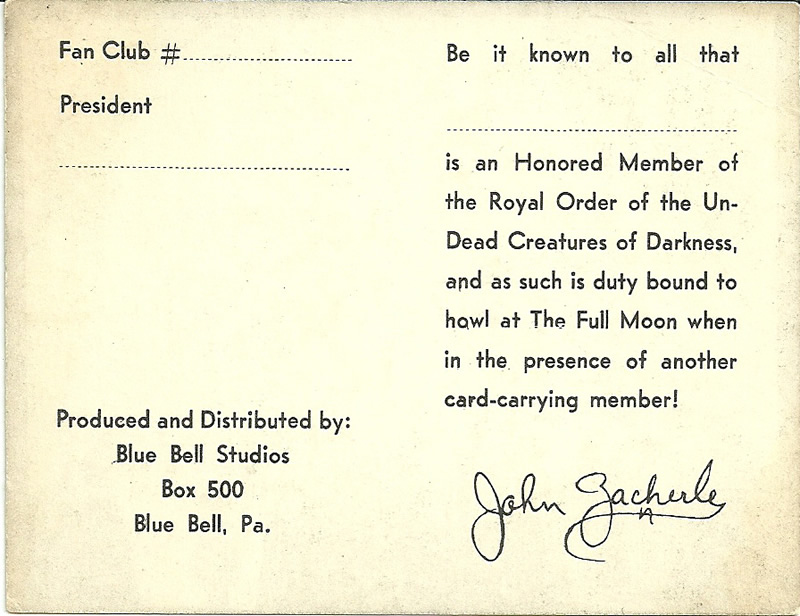 Fan Club #
President
Produced and Distributed by:
Blue Bell Studios
Box 500
Blue Bell, Pa.
Be it known to all that
is an Honored Member of
the Royal Order of the Un-
Dead Creatures of Darkness,
and as such is duty bound to
howl at The Full Moon when
in the presence of another
card-carrying member!
John Zacherle